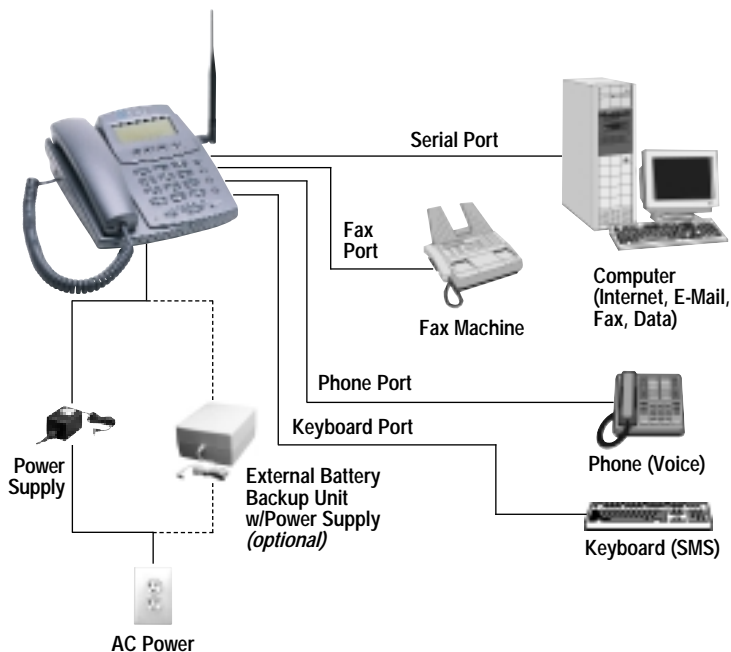 Serial Port
Fax
Port
Computer
(Internet, E-Mail,
Fax, Data)
Fax Machine
Phone Port
Keyboard Port
Phone (Voice)
Power
Supply
External Battery
Backup Unit
w/Power Supply
(optional)
Keyboard (SMS)
AC Power